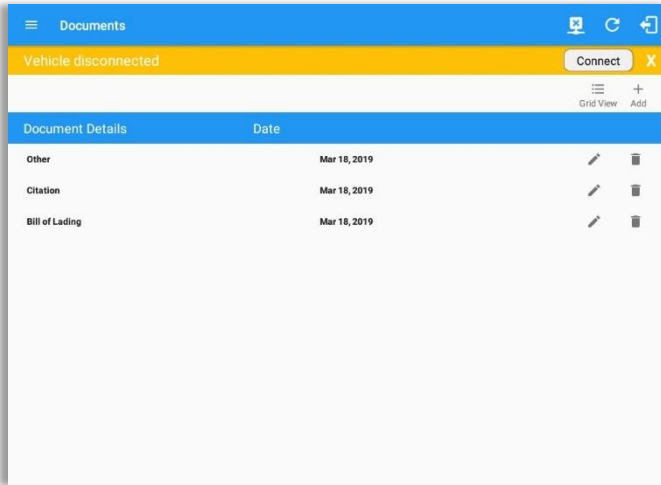 Documents
Vehicle disconnected
Connect
X
Grid View
Add
Document Details
Date
Other
Mar 18, 2019
Citation
Mar 18, 2019
Bill of Lading
Mar 18, 2019